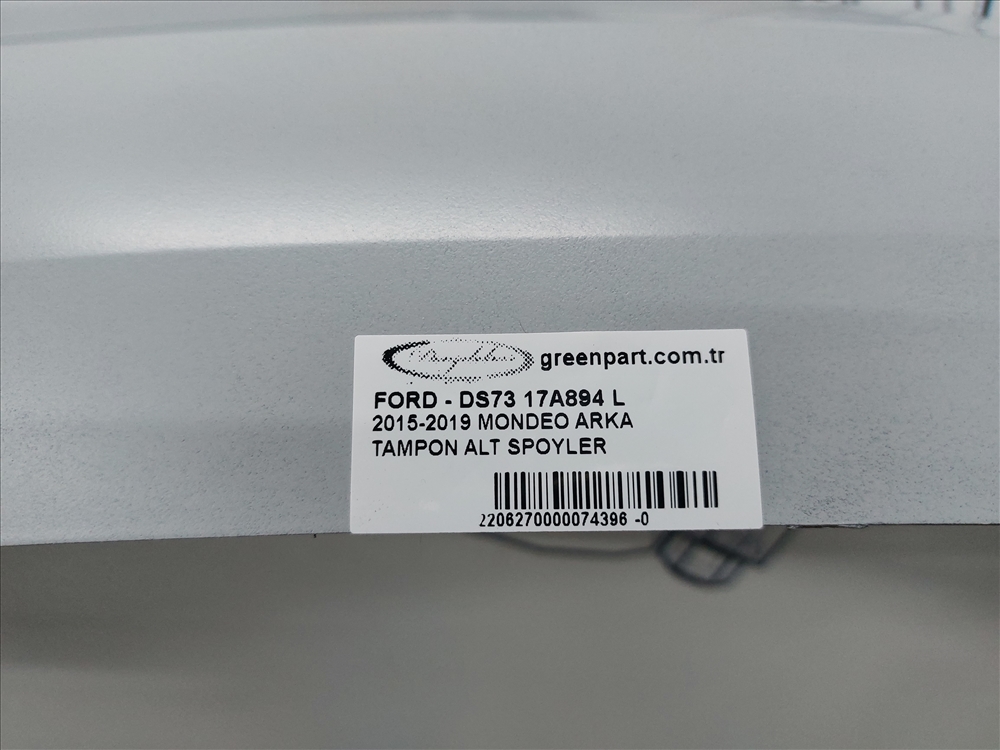 greenpart.com.tr
FORD - DS73 17A894 L
2015-2019 MONDEO ARKA
TAMPON ALT SPOYLER
2206270000074396 -0